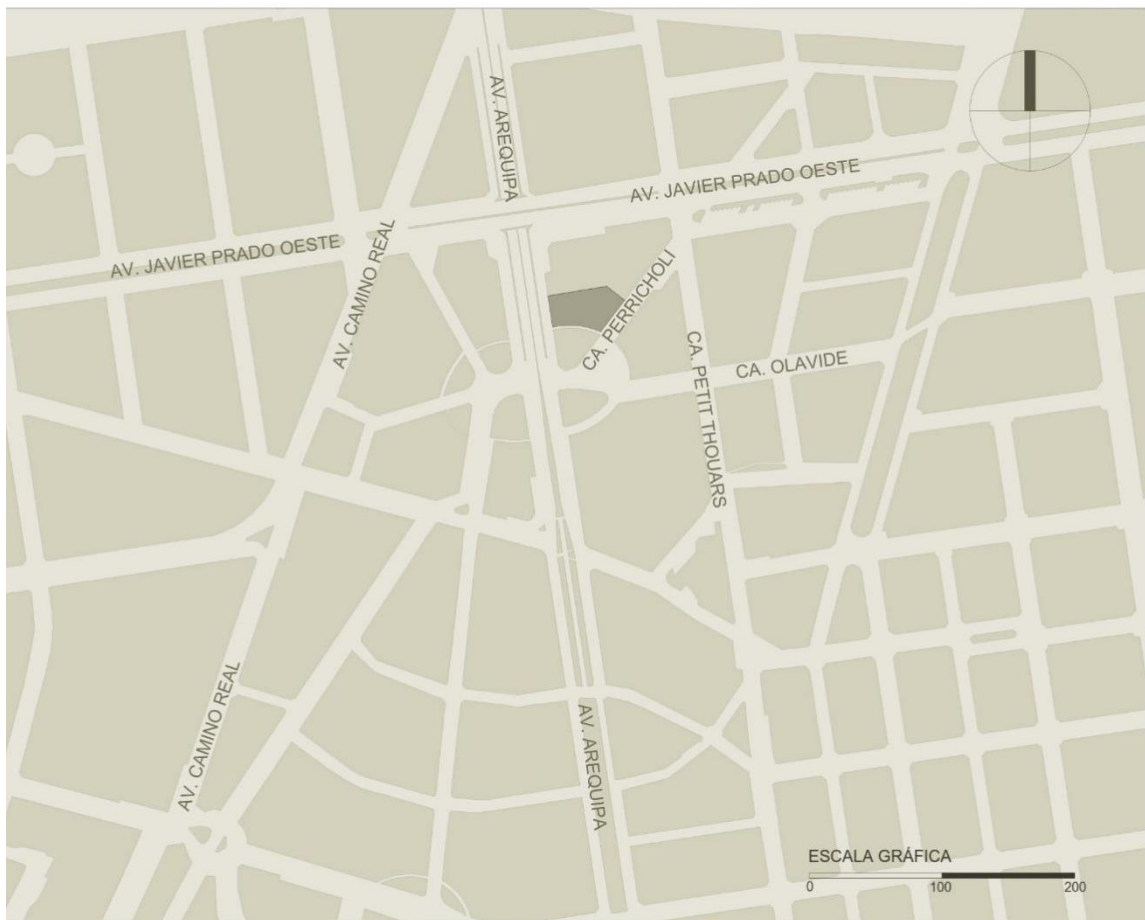 AV. AREQUIPA
AV. JAVIER PRADO OESTE
AV. JAVIER PRADO OESTE
AV. CAMINO REAL
CA. PERRICHOLI
CA. PETIT THOUARS
CA. OLAVIDE
AV. CAMINO REAL
AV. AREQUIPA
ESCALA GRÁFICA
0 100 200